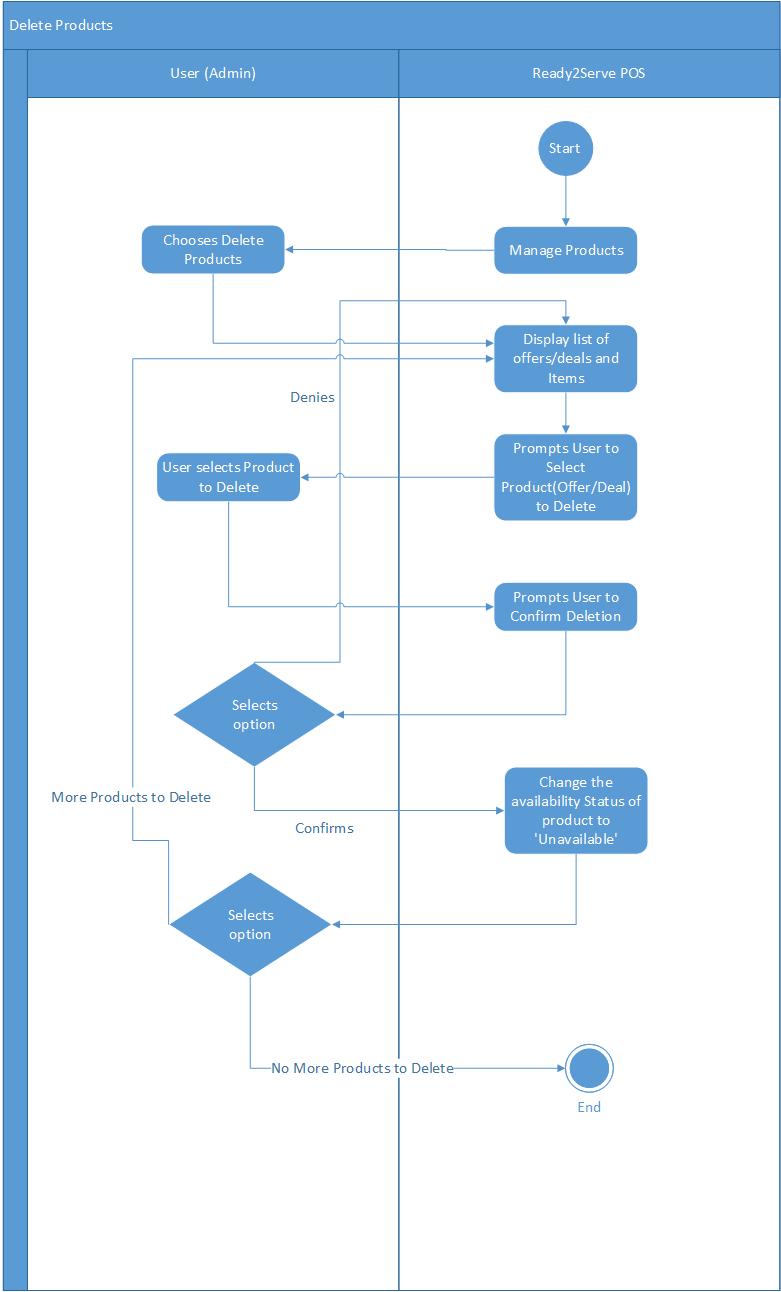 Delete Products
User (Admin)
Ready2Serve POS
Start
Chooses Delete
Products
Manage Products
Display list of
offers/deals and
Items
Denies
User selects Product
to Delete
Prompts User to
Select
Product(Offer/Deal)
to Delete
Prompts User to
Confirm Deletion
Selects
option
More Products to Delete
Confirms
Change the
availability Status of
product to
'Unavailable'
Selects
option
No More Products to Delete
End